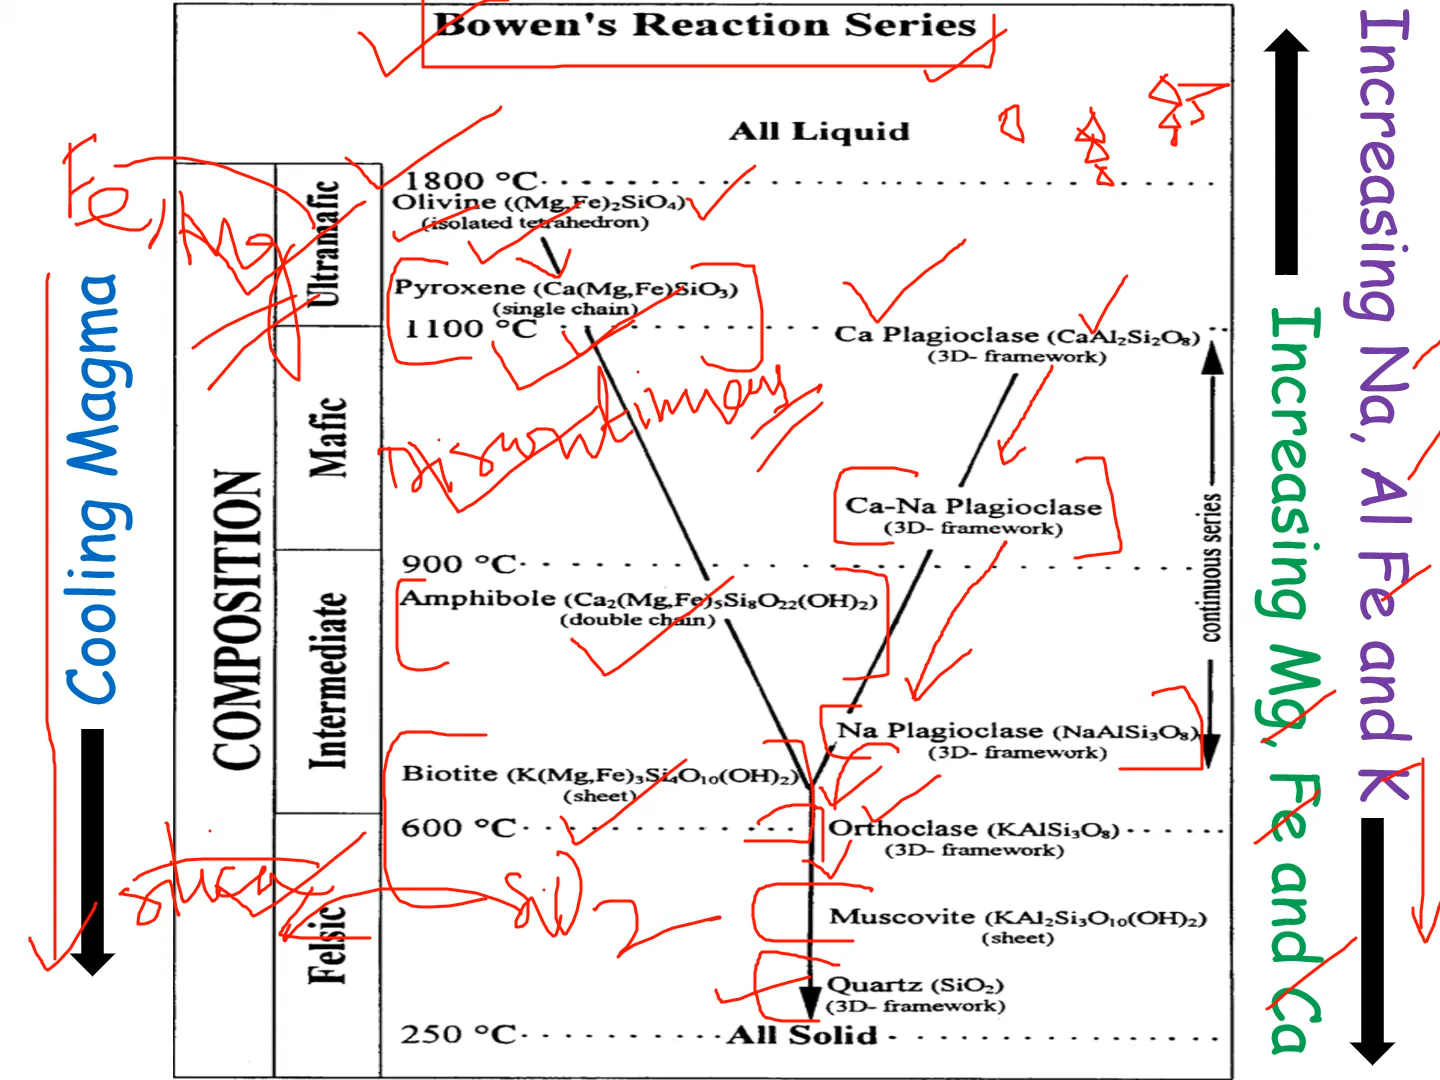 Bowen's Reaction Series
All Liquid
1800 °C
Olivine ((Mg,Fe)₂SiO₄)
(isolated tetrahedron)
Pyroxene (Ca(Mg,Fe)SiO₃)
(single chain)
1100 °C
Ca Plagioclase (CaAl₂Si₂O₈)
(3D- framework)
Discontinuous
Ca-Na Plagioclase
(3D- framework)
900 °C
Amphibole (Ca₂(Mg,Fe)₅Si₈O₂₂(OH)₂)
(double chain)
Na Plagioclase (NaAlSi₃O₈)
(3D- framework)
Biotite (K(Mg,Fe)₃Si₄O₁₀(OH)₂)
(sheet)
600 °C
Orthoclase (KAlSi₃O₈)
(3D- framework)
Muscovite (KAl₂Si₃O₁₀(OH)₂)
(sheet)
Quartz (SiO₂)
(3D- framework)
250 °C
All Solid
COMPOSITION
Ultramafic
Mafic
Intermediate
Felsic
continuous series
Cooling Magma
Increasing Mg, Fe and Ca
Increasing Na, Al Fe and K
Fe, Mg
Silica
SiO2